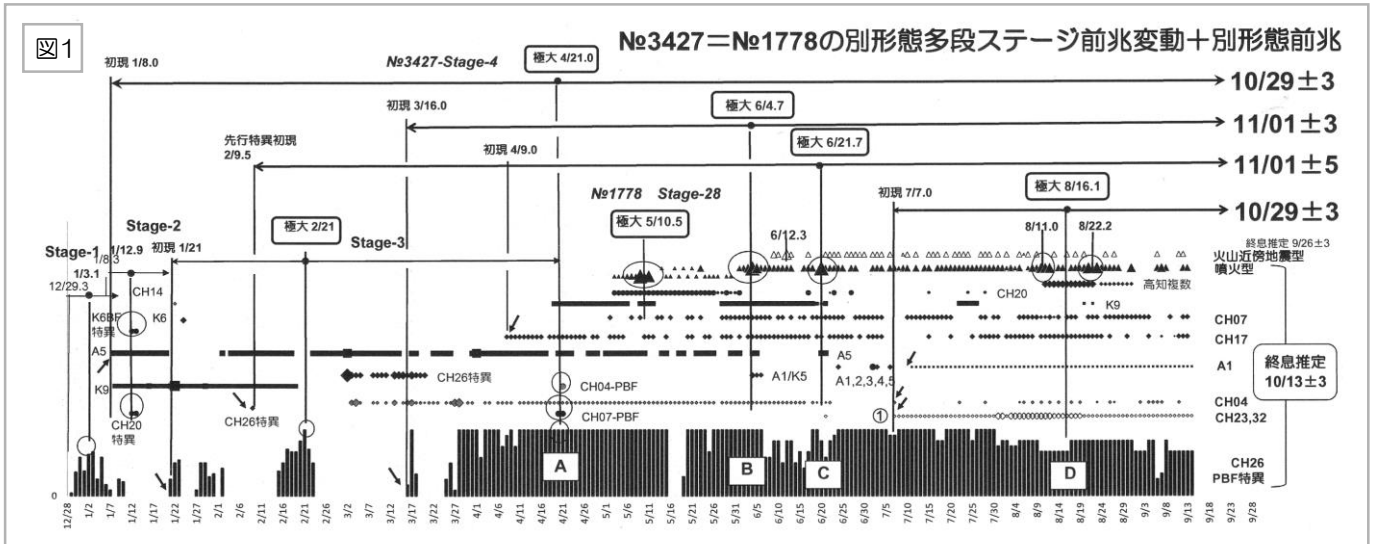 図1
№3427＝№1778の別形態多段ステージ前兆変動＋別形態前兆
初現 1/8.0
№3427-Stage-4
極大 4/21.0
10/29±3
初現 3/16.0
極大 6/4.7
11/01±3
先行特異初現
2/9.5
初現 4/9.0
極大 6/21.7
11/01±5
№1778 Stage-28
初現 7/7.0
極大 8/16.1
10/29±3
Stage-2
Stage-1
1/12.9
初現 1/21
極大 2/21
Stage-3
極大 5/10.5
6/12.3
8/11.0
8/22.2
終息推定 9/26±3
火山近傍地震型
噴火型
1/8.3
1/3.1
12/29.3
CH14
K6BF
特異
K6
CH20
高知複数
K9
CH07
CH17
A5
A5
A1
K9
CH26特異
A1/K5
A1,2,3,4,5
終息推定
10/13±3
CH04-PBF
CH04
CH20
特異
CH26特異
CH07-PBF
①
CH23,32
A
B
C
D
CH26
PBF特異
0
12/28 1/2 1/7 1/12 1/17 1/22 1/27 2/1 2/6 2/11 2/16 2/21 2/26 3/2 3/7 3/12 3/17 3/22 3/27 4/1 4/6 4/11 4/16 4/21 4/26 5/1 5/6 5/11 5/16 5/21 5/26 5/31 6/5 6/10 6/15 6/20 6/25 6/30 7/5 7/10 7/15 7/20 7/25 7/30 8/4 8/9 8/14 8/19 8/24 8/29 9/3 9/8 9/13 9/18 9/23 9/28